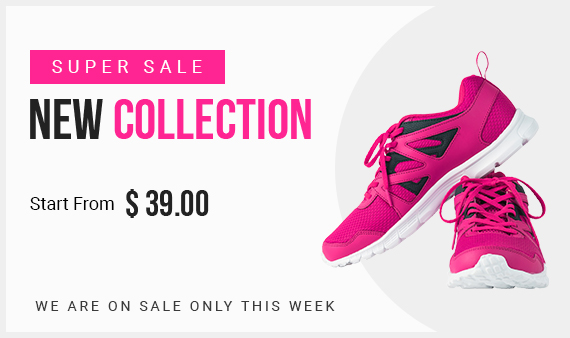 SUPER SALE
NEW COLLECTION
Start From $ 39.00
WE ARE ON SALE ONLY THIS WEEK